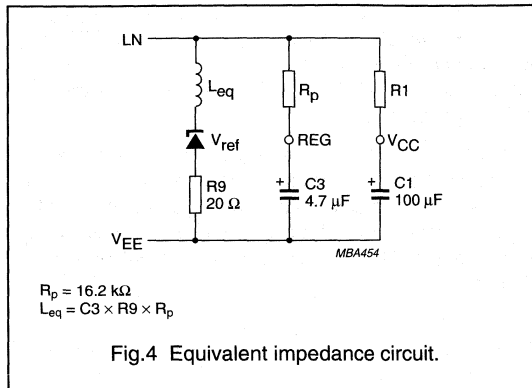 LN
L_eq
R_p
R1
V_ref
REG
V_CC
R9
20 Ω
+
C3
4.7 μF
+
C1
100 μF
V_EE
MBA454
R_p = 16.2 kΩ
L_eq = C3 × R9 × R_p
Fig.4 Equivalent impedance circuit.